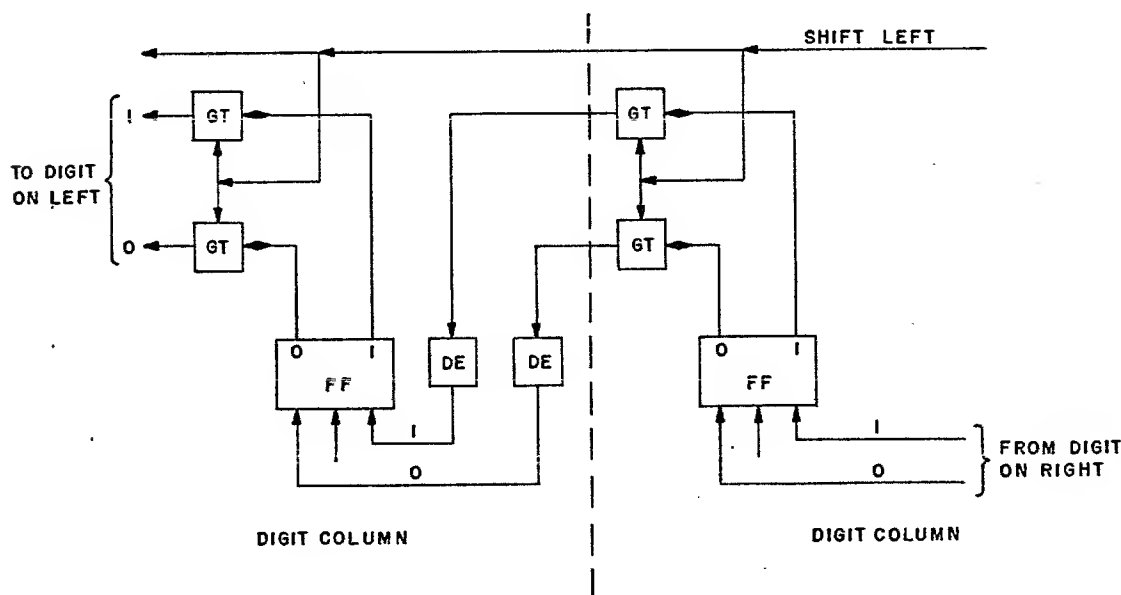 SHIFT LEFT
GT
GT
1
TO DIGIT
ON LEFT
0
GT
GT
0 1
FF
DE
DE
0 1
FF
1
0
1
0
FROM DIGIT
ON RIGHT
DIGIT COLUMN
DIGIT COLUMN